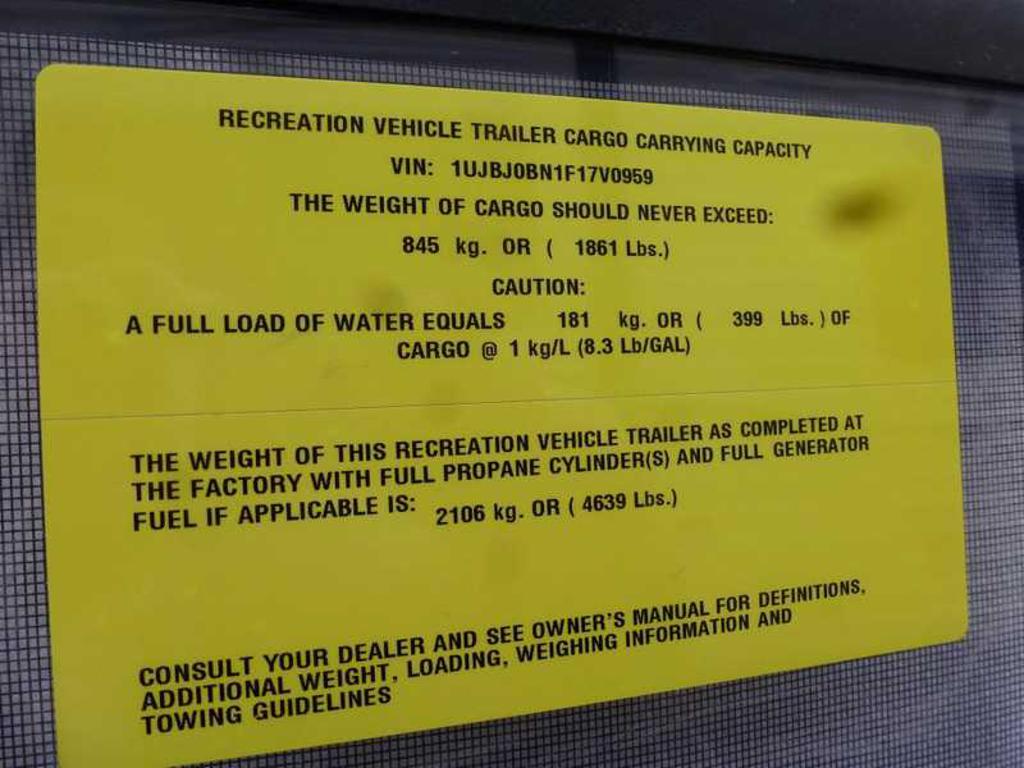 RECREATION VEHICLE TRAILER CARGO CARRYING CAPACITY
VIN: 1UJBJ0BN1F17V0959
THE WEIGHT OF CARGO SHOULD NEVER EXCEED:
845 kg. OR ( 1861 Lbs.)
CAUTION:
A FULL LOAD OF WATER EQUALS 181 kg. OR ( 399 Lbs. ) OF
CARGO @ 1 kg/L (8.3 Lb/GAL)
THE WEIGHT OF THIS RECREATION VEHICLE TRAILER AS COMPLETED AT
THE FACTORY WITH FULL PROPANE CYLINDER(S) AND FULL GENERATOR
FUEL IF APPLICABLE IS: 2106 kg. OR ( 4639 Lbs.)
CONSULT YOUR DEALER AND SEE OWNER'S MANUAL FOR DEFINITIONS,
ADDITIONAL WEIGHT, LOADING, WEIGHING INFORMATION AND
TOWING GUIDELINES